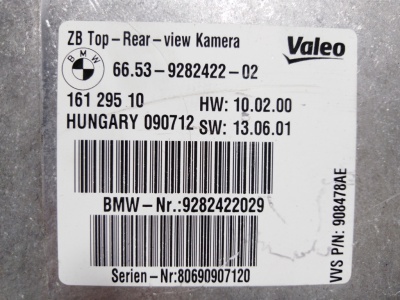 ZB Top-Rear-view Kamera
Valeo
BMW
66.53-9282422-02
161 295 10 HW: 10.02.00
HUNGARY 090712 SW: 13.06.01
BMW-Nr.:9282422029
Serien-Nr:80690907120
VVS P/N: 908478AE